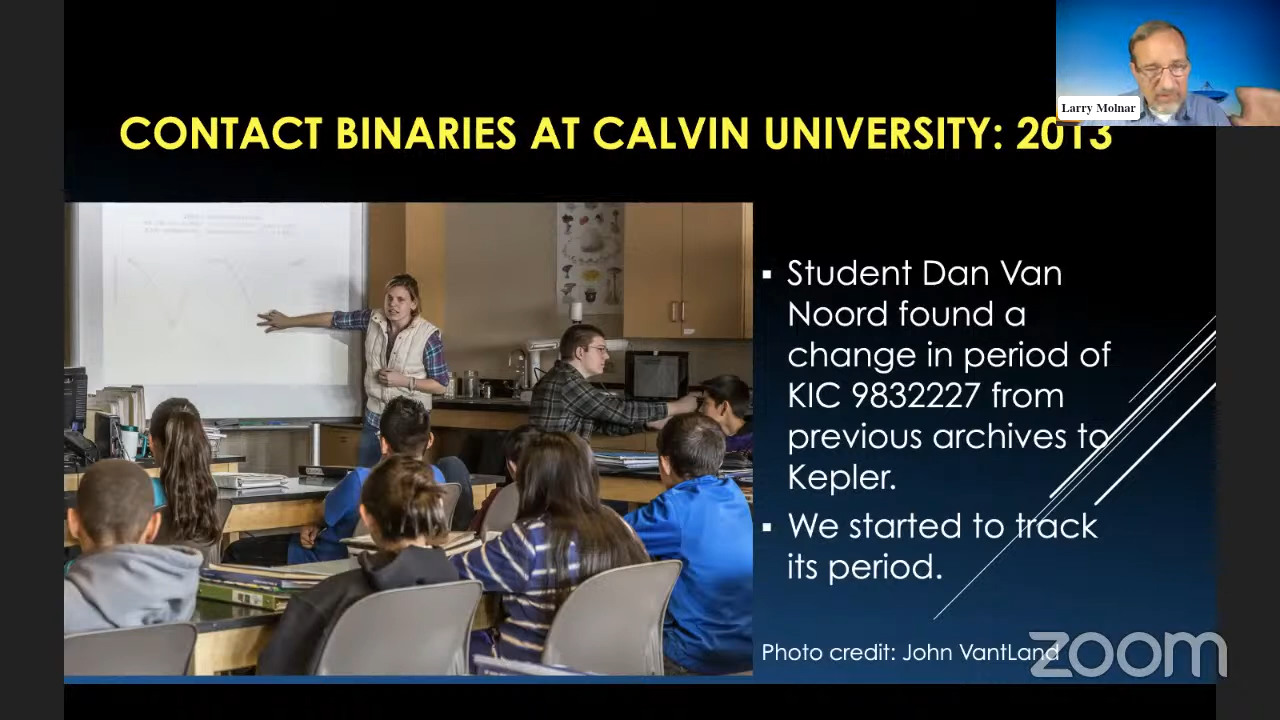 Larry Molnar
CONTACT BINARIES AT CALVIN UNIVERSITY: 2013
▪ Student Dan Van
Noord found a
change in period of
KIC 9832227 from
previous archives to
Kepler.
▪ We started to track
its period.
Photo credit: John VantLand
zoom